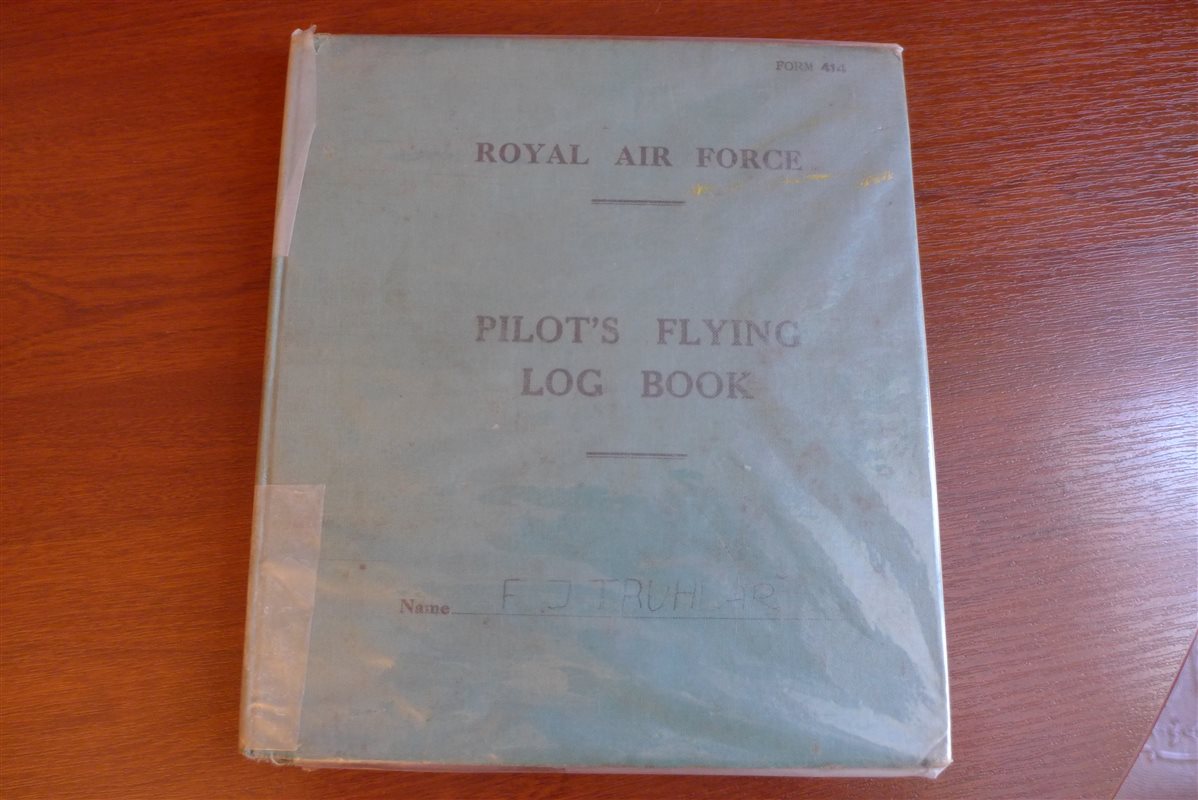 FORM 414
ROYAL AIR FORCE
PILOT'S FLYING
LOG BOOK
Name F J TRUHLAR